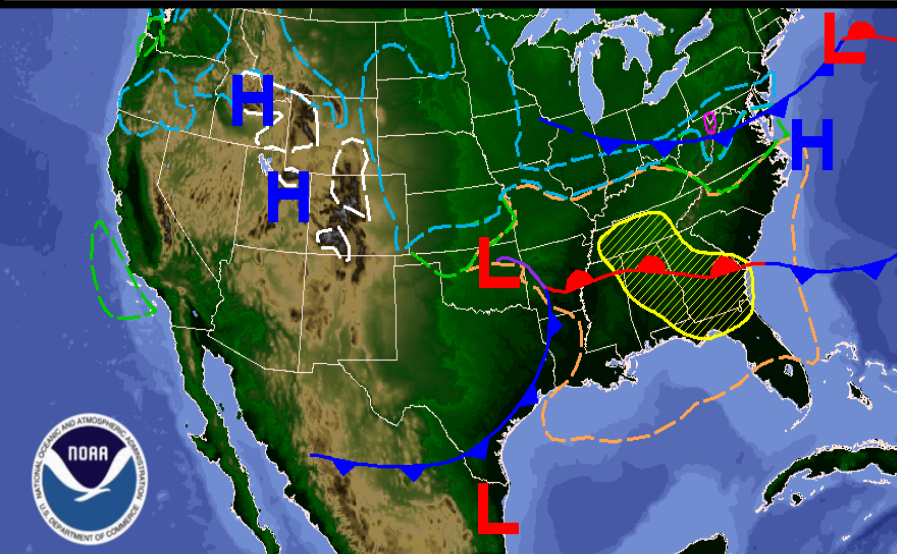 L
H
H
H
L
L
NATIONAL OCEANIC AND ATMOSPHERIC ADMINISTRATION
NOAA
U.S. DEPARTMENT OF COMMERCE